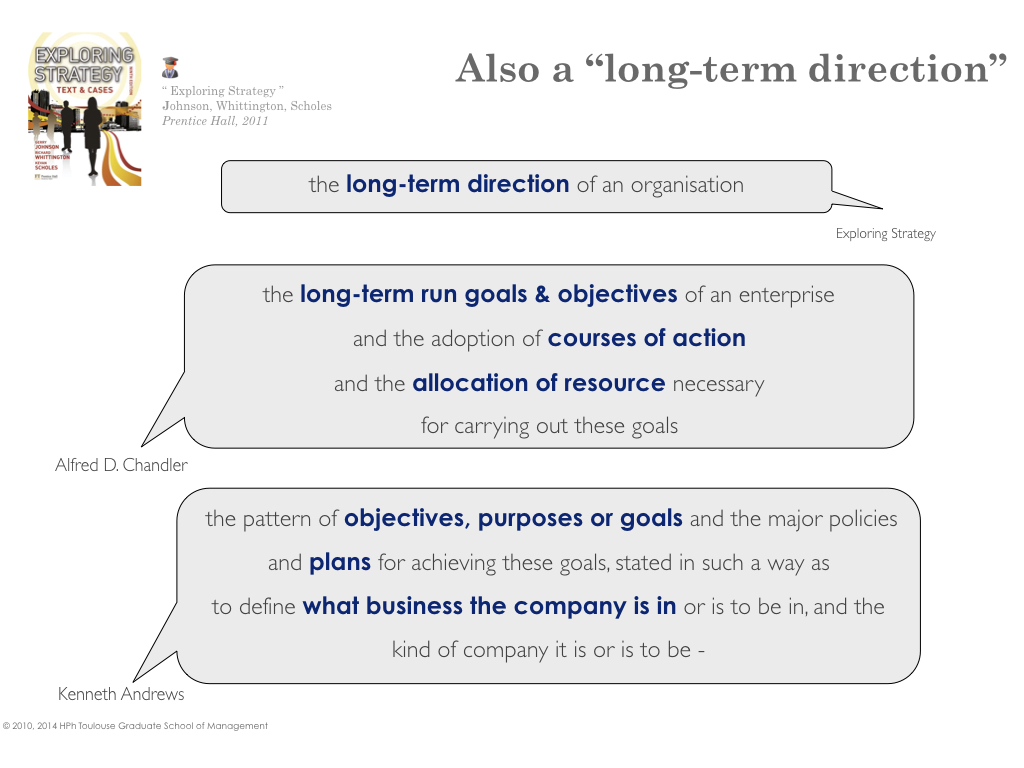 EXPLORING
STRATEGY
TEXT & CASES
GERRY
JOHNSON
RICHARD
WHITTINGTON
KEVAN
SCHOLES
“ Exploring Strategy ”
Johnson, Whittington, Scholes
Prentice Hall, 2011
Also a “long-term direction”
the long-term direction of an organisation
Exploring Strategy
the long-term run goals & objectives of an enterprise
and the adoption of courses of action
and the allocation of resource necessary
for carrying out these goals
Alfred D. Chandler
the pattern of objectives, purposes or goals and the major policies
and plans for achieving these goals, stated in such a way as
to define what business the company is in or is to be in, and the
kind of company it is or is to be -
Kenneth Andrews
© 2010, 2014 HPh Toulouse Graduate School of Management